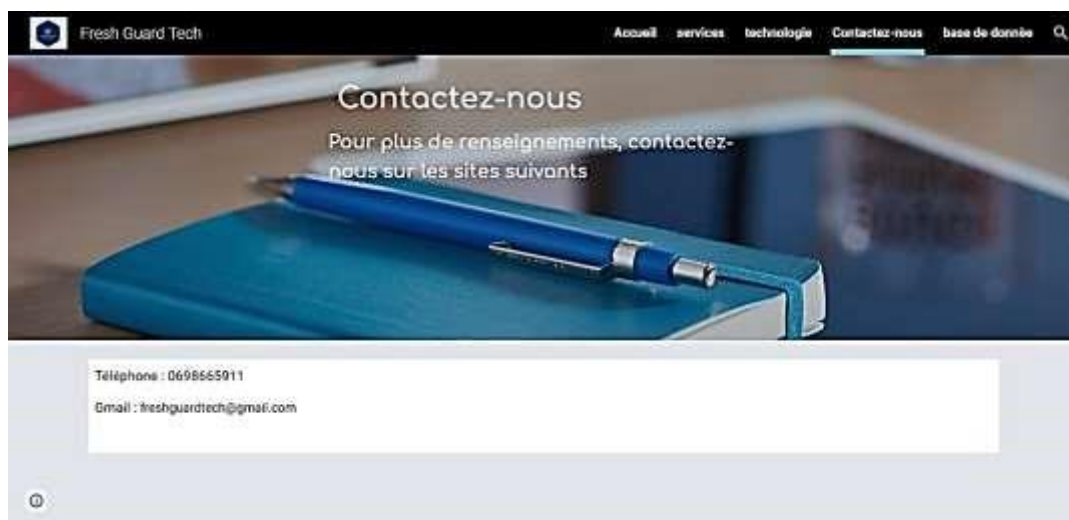 Fresh Guard Tech
Accueil services technologie Contactez-nous base de donnée
Contactez-nous
Pour plus de renseignements, contactez-
nous sur les sites suivants
Téléphone : 0698665911
Gmail : freshguardtech@gmail.com